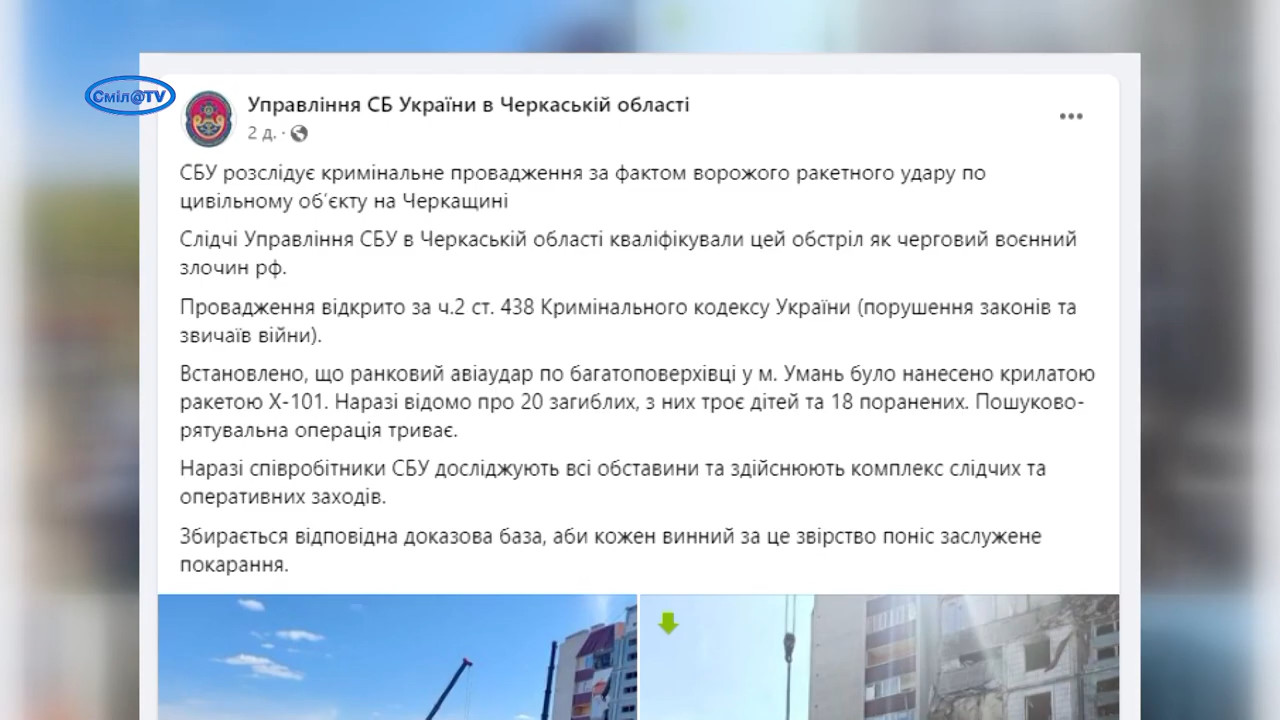 Сміл@TV
Управління СБ України в Черкаській області
2 д. ·
СБУ розслідує кримінальне провадження за фактом ворожого ракетного удару по
цивільному об‘єкту на Черкащині
Слідчі Управління СБУ в Черкаській області кваліфікували цей обстріл як черговий воєнний
злочин рф.
Провадження відкрито за ч.2 ст. 438 Кримінального кодексу України (порушення законів та
звичаїв війни).
Встановлено, що ранковий авіаудар по багатоповерхівці у м. Умань було нанесено крилатою
ракетою Х-101. Наразі відомо про 20 загиблих, з них троє дітей та 18 поранених. Пошуково-
рятувальна операція триває.
Наразі співробітники СБУ досліджують всі обставини та здійснюють комплекс слідчих та
оперативних заходів.
Збирається відповідна доказова база, аби кожен винний за це звірство поніс заслужене
покарання.